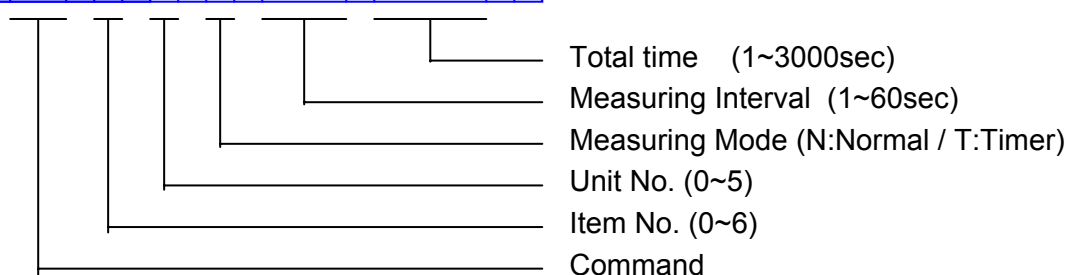 Total time (1~3000sec)
Measuring Interval (1~60sec)
Measuring Mode (N:Normal / T:Timer)
Unit No. (0~5)
Item No. (0~6)
Command